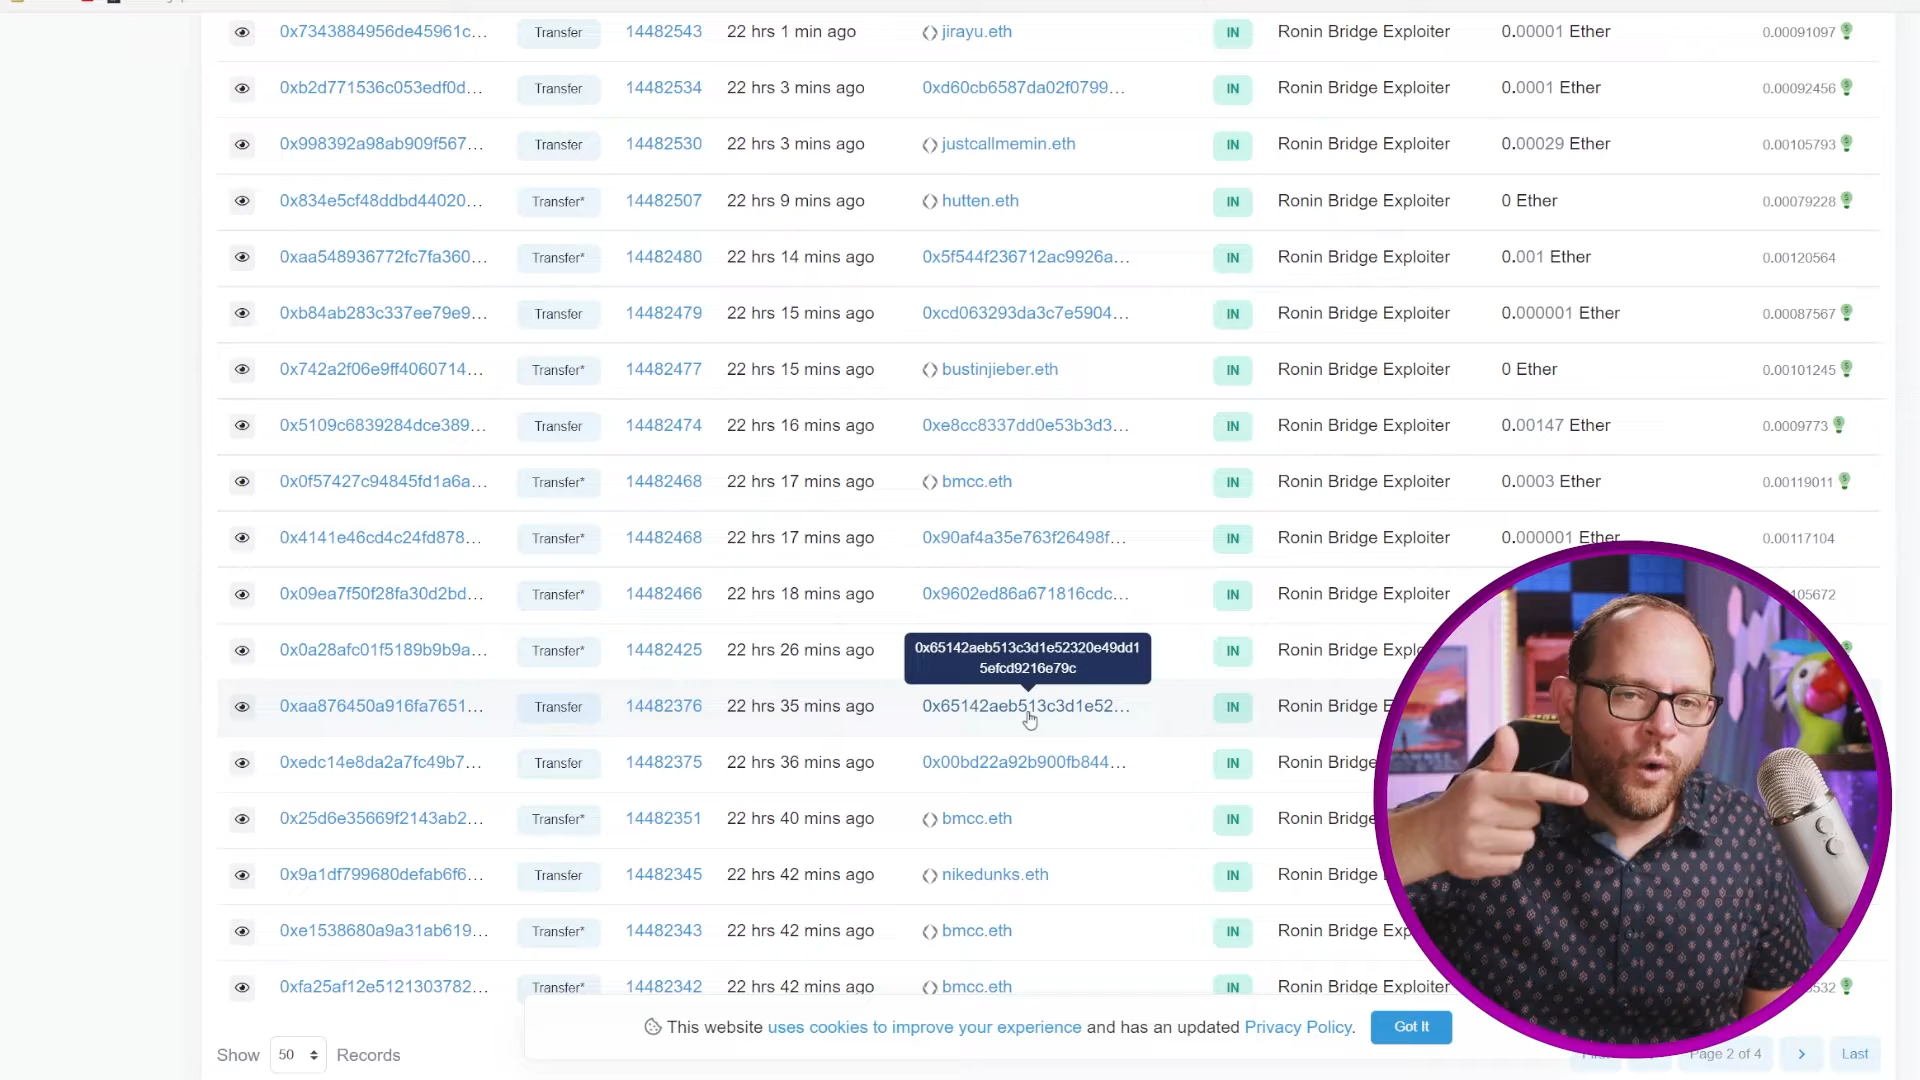 0x7343884956de45961c... Transfer 14482543 22 hrs 1 min ago jirayu.eth IN Ronin Bridge Exploiter 0.00001 Ether 0.00091097
0xb2d771536c053edf0d... Transfer 14482534 22 hrs 3 mins ago 0xd60cb6587da02f0799... IN Ronin Bridge Exploiter 0.0001 Ether 0.00092456
0x998392a98ab909f567... Transfer 14482530 22 hrs 3 mins ago justcallmemin.eth IN Ronin Bridge Exploiter 0.00029 Ether 0.00105793
0x834e5cf48ddbd44020... Transfer* 14482507 22 hrs 9 mins ago hutten.eth IN Ronin Bridge Exploiter 0 Ether 0.00079228
0xaa548936772fc7fa360... Transfer* 14482480 22 hrs 14 mins ago 0x5f544f236712ac9926a... IN Ronin Bridge Exploiter 0.001 Ether 0.00120564
0xb84ab283c337ee79e9... Transfer 14482479 22 hrs 15 mins ago 0xcd063293da3c7e5904... IN Ronin Bridge Exploiter 0.000001 Ether 0.00087567
0x742a2f06e9ff4060714... Transfer* 14482477 22 hrs 15 mins ago bustinjieber.eth IN Ronin Bridge Exploiter 0 Ether 0.00101245
0x5109c6839284dce389... Transfer 14482474 22 hrs 16 mins ago 0xe8cc8337dd0e53b3d3... IN Ronin Bridge Exploiter 0.00147 Ether 0.0009773
0x0f57427c94845fd1a6a... Transfer* 14482468 22 hrs 17 mins ago bmcc.eth IN Ronin Bridge Exploiter 0.0003 Ether 0.00119011
0x4141e46cd4c24fd878... Transfer* 14482468 22 hrs 17 mins ago 0x90af4a35e763f26498f... IN Ronin Bridge Exploiter 0.000001 Ether 0.00117104
0x09ea7f50f28fa30d2bd... Transfer* 14482466 22 hrs 18 mins ago 0x9602ed86a671816cdc... IN Ronin Bridge Exploiter 105672
0x0a28afc01f5189b9b9a... Transfer* 14482425 22 hrs 26 mins ago IN Ronin Bridge
0x65142aeb513c3d1e52320e49dd1
5efcd9216e79c
0xaa876450a916fa7651... Transfer 14482376 22 hrs 35 mins ago 0x65142aeb513c3d1e52... IN Ronin Bridge
0xedc14e8da2a7fc49b7... Transfer 14482375 22 hrs 36 mins ago 0x00bd22a92b900fb844... IN Ronin Bridge
0x25d6e35669f2143ab2... Transfer* 14482351 22 hrs 40 mins ago bmcc.eth IN Ronin Bridge
0x9a1df799680defab6f6... Transfer 14482345 22 hrs 42 mins ago nikedunks.eth IN Ronin Bridge
0xe1538680a9a31ab619... Transfer* 14482343 22 hrs 42 mins ago bmcc.eth IN Ronin Bridge
0xfa25af12e5121303782... Transfer* 14482342 22 hrs 42 mins ago bmcc.eth IN Ronin Bridge Exploiter 532
This website uses cookies to improve your experience and has an updated Privacy Policy. Got It
Show 50 Records Page 2 of 4 Last